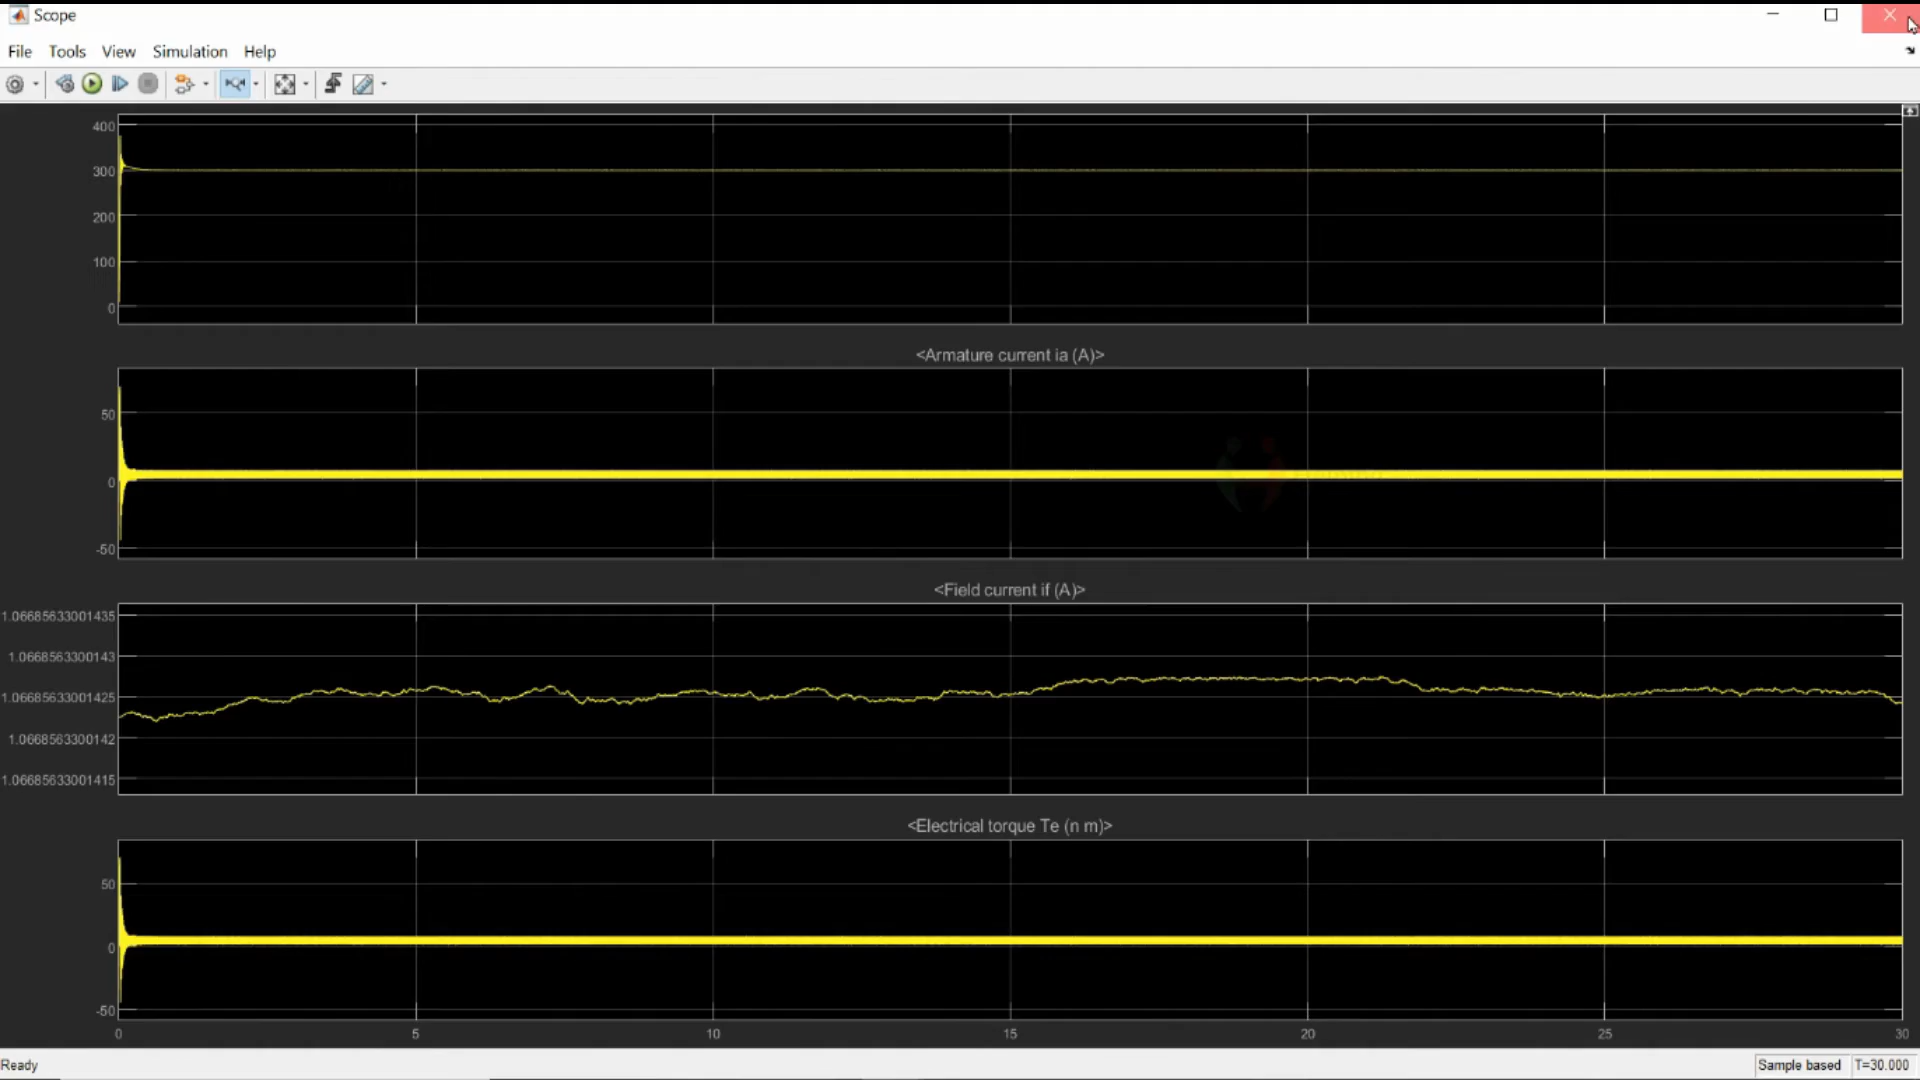 Scope
File Tools View Simulation Help
400
300
200
100
0
<Armature current ia (A)>
50
0
-50
<Field current if (A)>
1.06685633001435
1.0668563300143
1.06685633001425
1.0668563300142
1.06685633001415
<Electrical torque Te (n m)>
50
0
-50
0 5 10 15 20 25 30
Ready Sample based T=30.000